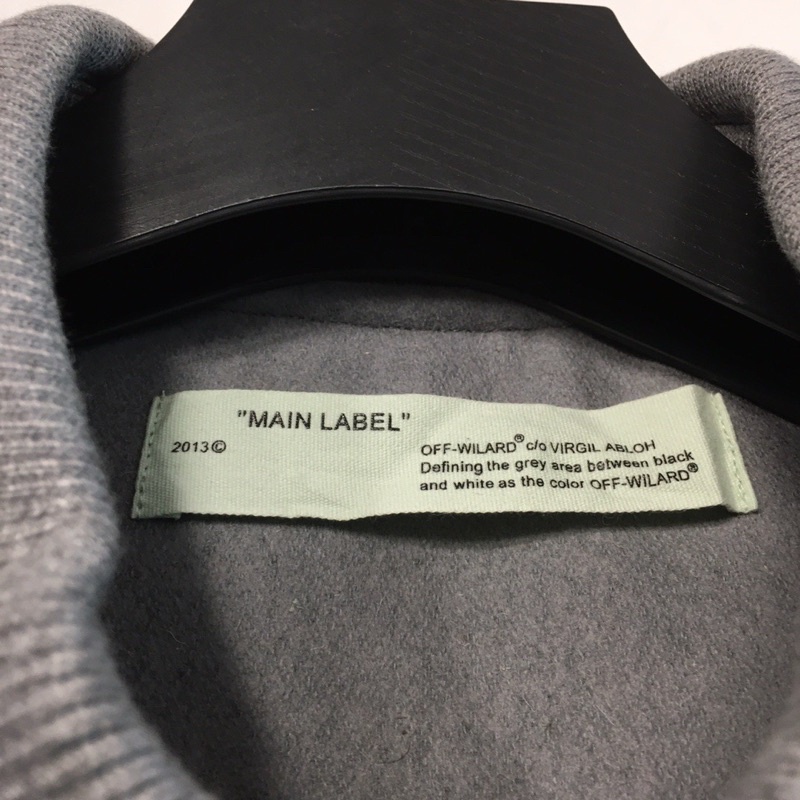 "MAIN LABEL"
2013©
OFF-WILARD® c/o VIRGIL ABLOH
Defining the grey area between black
and white as the color OFF-WILARD®